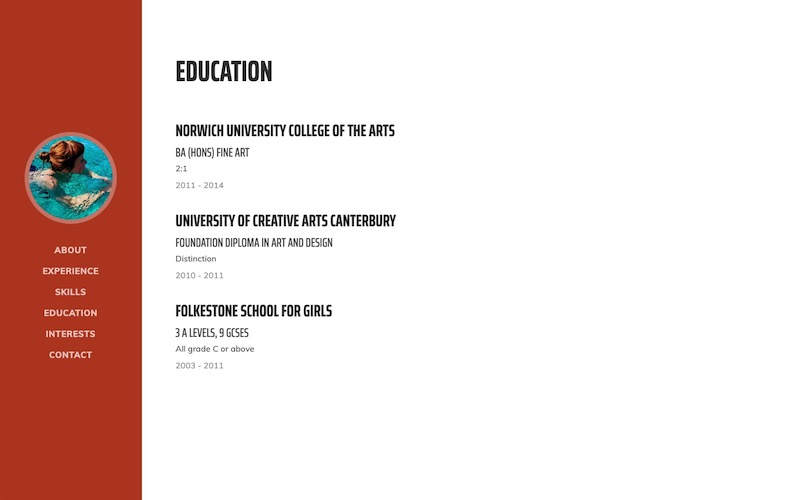 ABOUT
EXPERIENCE
SKILLS
EDUCATION
INTERESTS
CONTACT
EDUCATION
NORWICH UNIVERSITY COLLEGE OF THE ARTS
BA (HONS) FINE ART
2:1
2011 - 2014
UNIVERSITY OF CREATIVE ARTS CANTERBURY
FOUNDATION DIPLOMA IN ART AND DESIGN
Distinction
2010 - 2011
FOLKESTONE SCHOOL FOR GIRLS
3 A LEVELS, 9 GCSES
All grade C or above
2003 - 2011